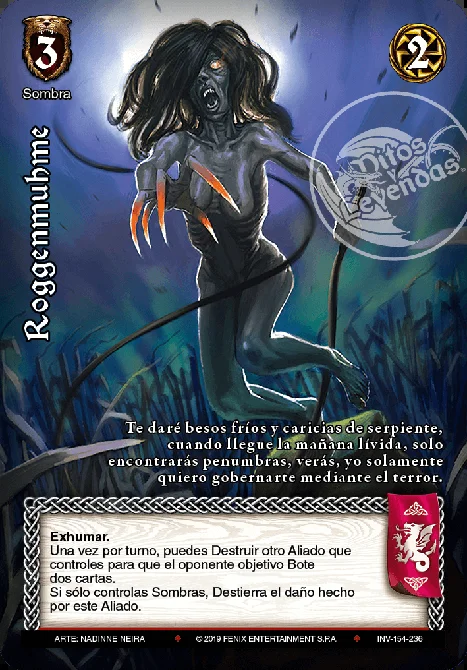 3
2
Sombra
Mitos
y
Leyendas
Roggenmuhme
Te daré besos fríos y caricias de serpiente,
cuando llegue la mañana lívida, solo
encontrarás penumbras, verás, yo solamente
quiero gobernarte mediante el terror.
Exhumar.
Una vez por turno, puedes Destruir otro Aliado que
controles para que el oponente objetivo Bote
dos cartas.
Si sólo controlas Sombras, Destierra el daño hecho
por este Aliado.
ARTE: NADINNE NEIRA © 2019 FENIX ENTERTAINMENT S.P.A INV-154-236